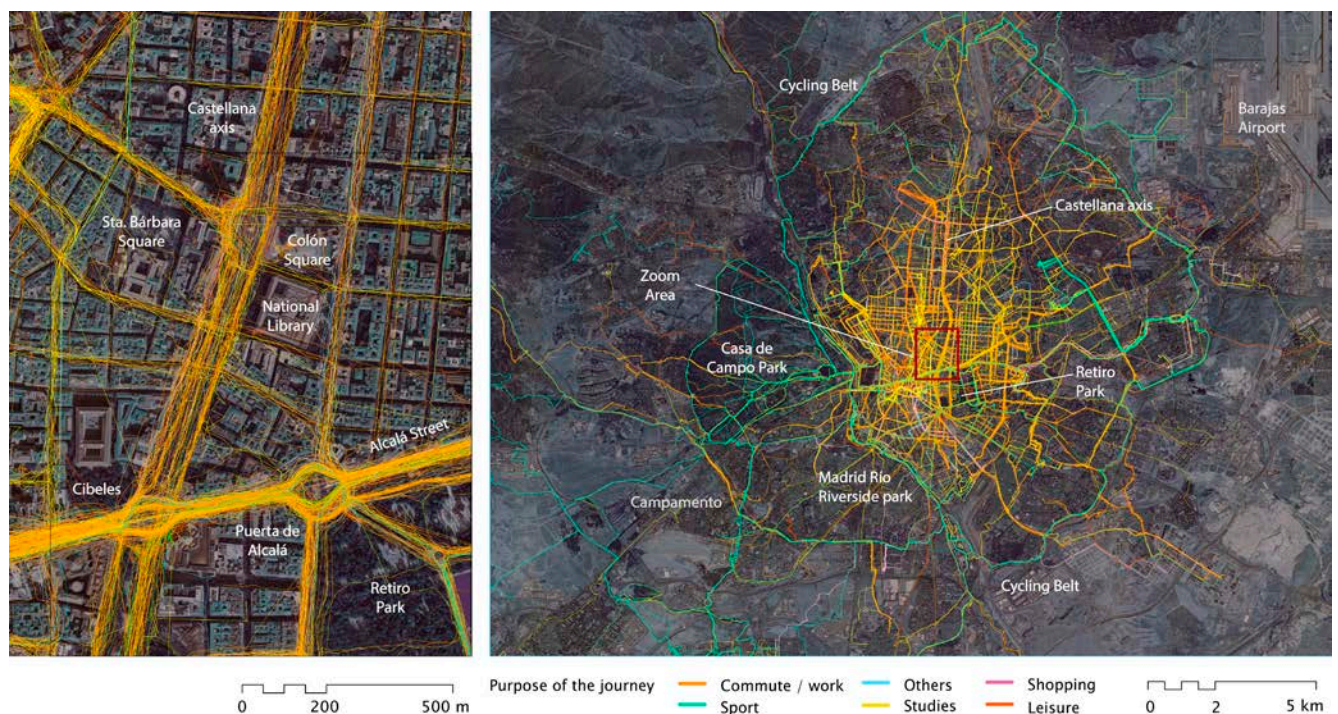 Castellana
axis
Sta. Bárbara
Square
Colón
Square
National
Library
Alcalá Street
Cibeles
Puerta de
Alcalá
Retiro
Park
Cycling Belt
Barajas
Airport
Castellana axis
Zoom
Area
Casa de
Campo Park
Retiro
Park
Madrid Río
Riverside park
Campamento
Cycling Belt
0 200 500 m
Purpose of the journey
Commute / work
Others
Shopping
Sport
Studies
Leisure
0 2 5 km